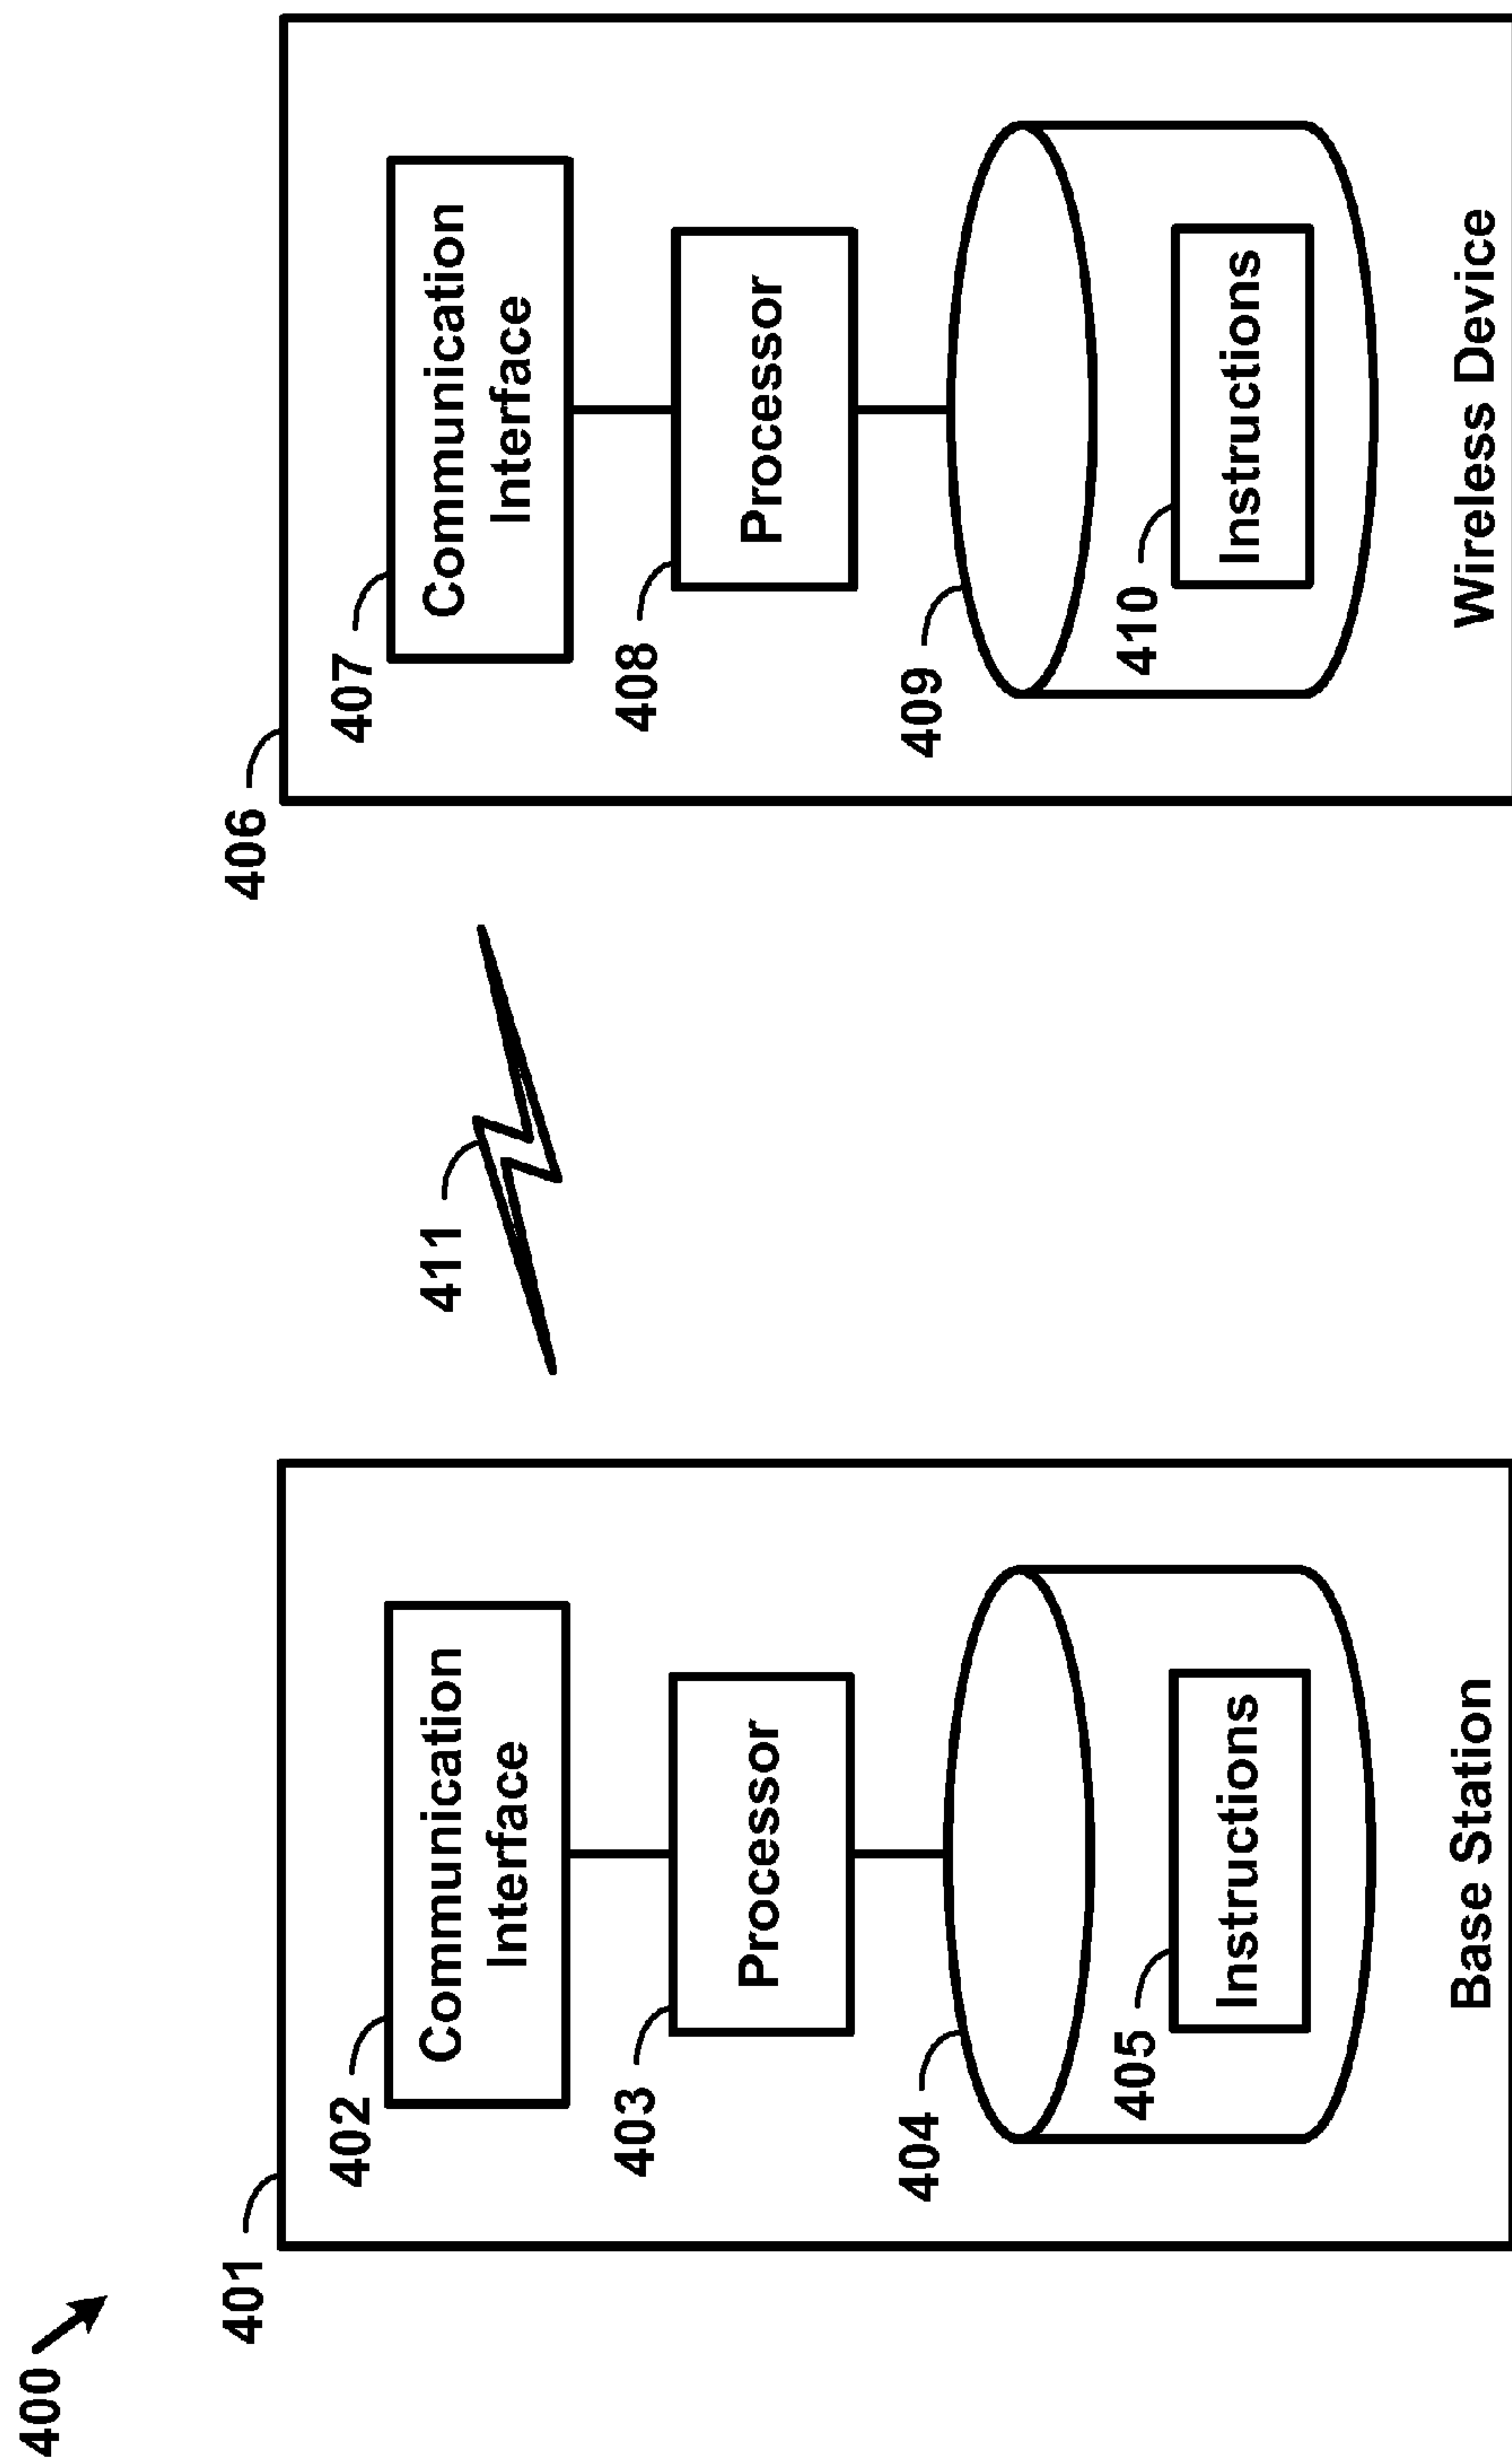 400
401
402
Communication
Interface
403
Processor
404
405
Instructions
Base Station
411
406
407
Communication
Interface
408
Processor
409
410
Instructions
Wireless Device